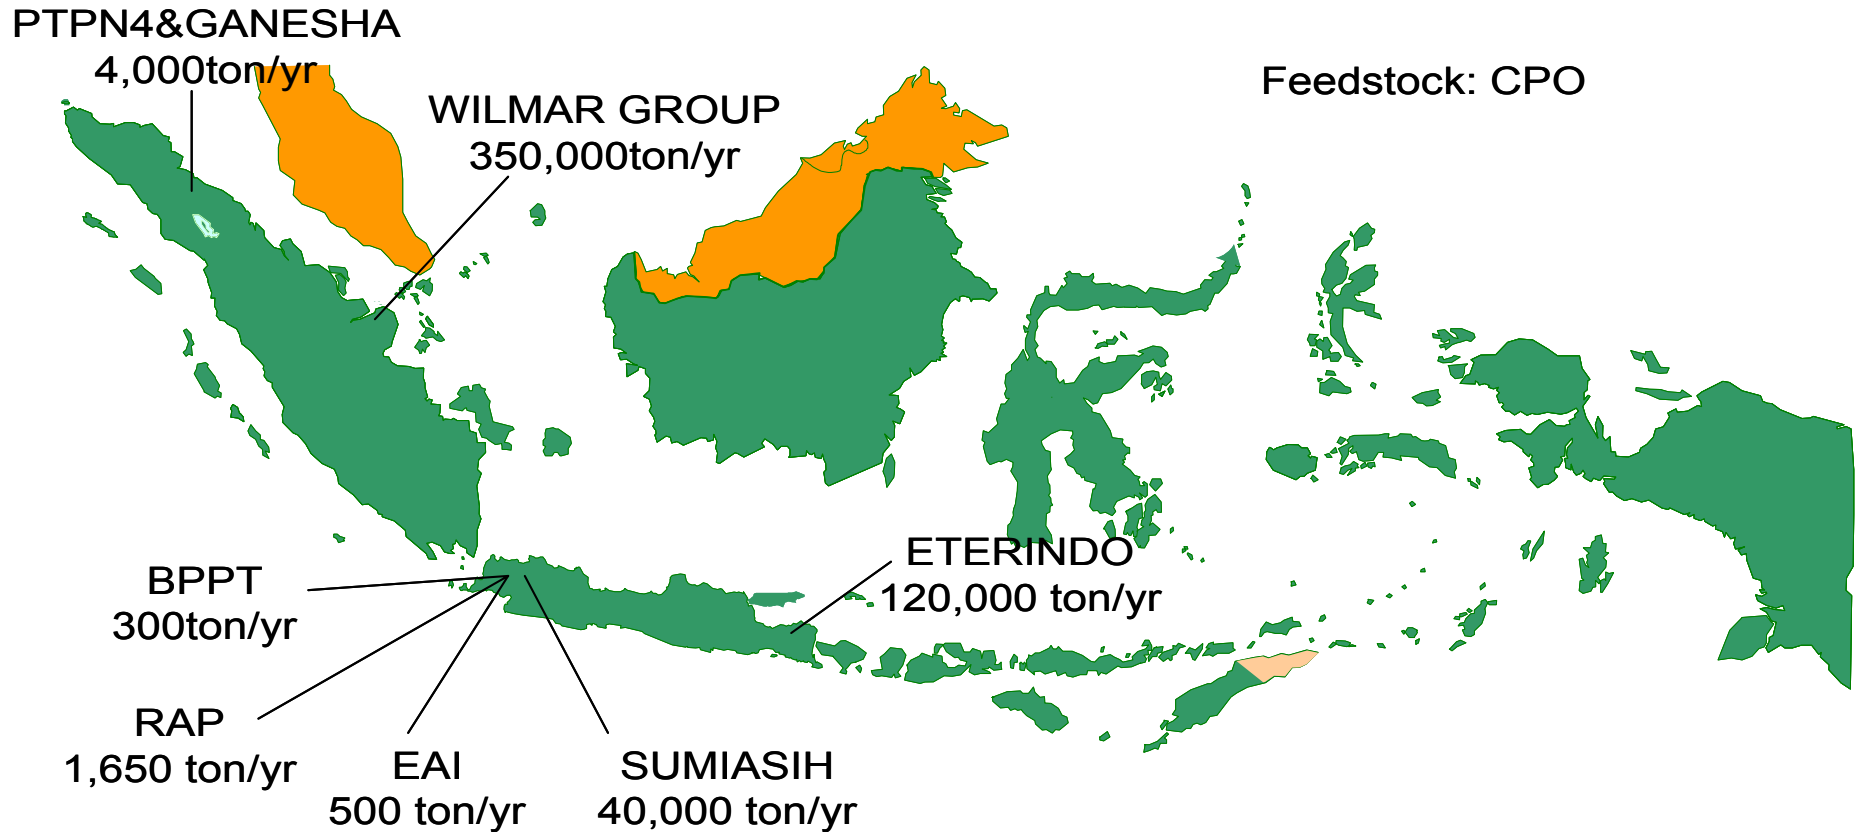 PTPN4&GANESHA
4,000ton/yr
WILMAR GROUP
350,000ton/yr
Feedstock: CPO
ETERINDO
120,000 ton/yr
BPPT
300ton/yr
RAP
1,650 ton/yr
EAI
500 ton/yr
SUMIASIH
40,000 ton/yr